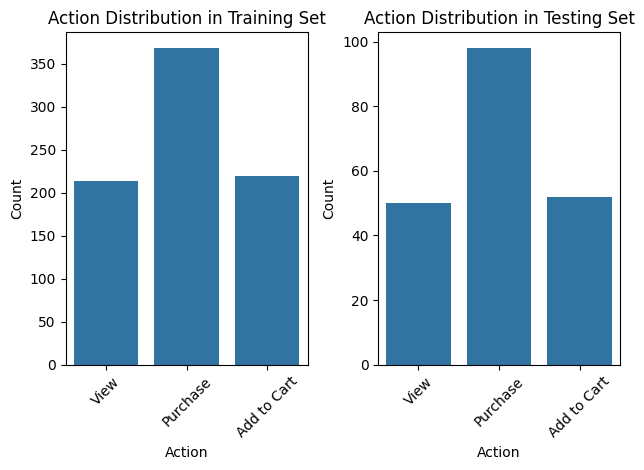 Action Distribution in Training Set
Count
350
300
250
200
150
100
50
0
View
Purchase
Add to Cart
Action
Action Distribution in Testing Set
Count
100
80
60
40
20
0
View
Purchase
Add to Cart
Action